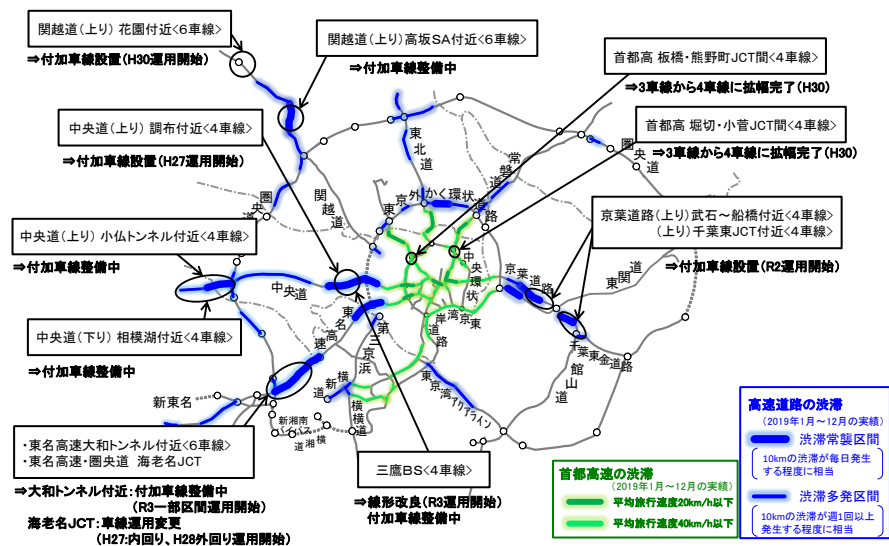 関越道(上り) 花園付近<6車線>
⇒付加車線設置(H30運用開始)
関越道(上り)高坂SA付近<6車線>
⇒付加車線整備中
首都高 板橋・熊野町JCT間<4車線>
⇒3車線から4車線に拡幅完了(H30)
中央道(上り) 調布付近<4車線>
⇒付加車線設置(H27運用開始)
首都高 堀切・小菅JCT間<4車線>
⇒3車線から4車線に拡幅完了(H30)
中央道(上り) 小仏トンネル付近<4車線>
⇒付加車線整備中
京葉道路(上り)武石~船橋付近<4車線>
(上り)千葉東JCT付近<4車線>
⇒付加車線設置(R2運用開始)
中央道(下り) 相模湖付近<4車線>
⇒付加車線整備中
・東名高速大和トンネル付近<6車線>
・東名高速・圏央道 海老名JCT
⇒大和トンネル付近:付加車線整備中
(R3一部区間運用開始)
海老名JCT:車線運用変更
(H27:内回り、H28外回り運用開始)
三鷹BS<4車線>
⇒線形改良(R3運用開始)
付加車線整備中
東北道
常磐道
圏央道
関越道
圏央道
東京外かく環状道路
中央環状
京葉道路
東関道
中央道
東名高速
第三京浜
湾岸道路
東京
千葉東金道路
館山道
東京湾アクアライン
新東名
新湘南バイパス
横浜新道
横横道
首都高速の渋滞
(2019年1月~12月の実績)
平均旅行速度20km/h以下
平均旅行速度40km/h以下
高速道路の渋滞
(2019年1月~12月の実績)
渋滞常襲区間
10kmの渋滞が毎日発生
する程度に相当
渋滞多発区間
10kmの渋滞が週1回以上
発生する程度に相当